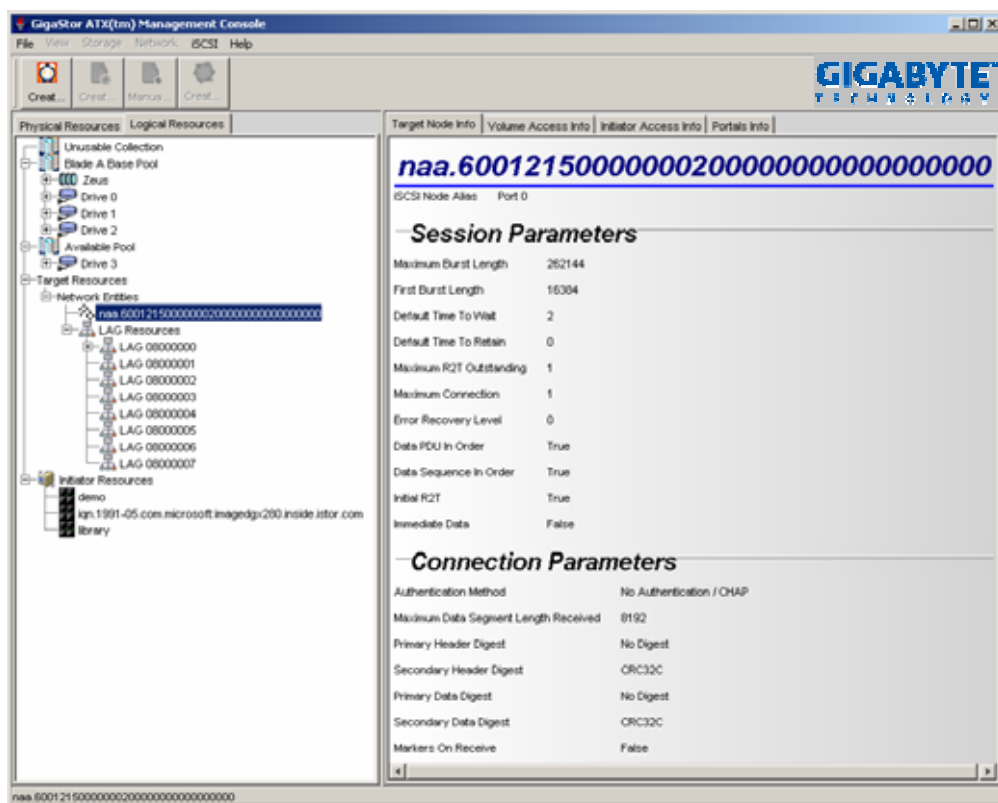 GigaStor ATX(tm) Management Console
File View Storage Network iSCSI Help
Creat... Creat... Manua... Creat...
GIGABYTE™
TECHNOLOGY
Physical Resources Logical Resources
Unusable Collection
Blade A Base Pool
Zeus
Drive 0
Drive 1
Drive 2
Available Pool
Drive 3
Target Resources
Network Entities
naa.60012150000000200000000000000000
LAG Resources
LAG 08000000
LAG 08000001
LAG 08000002
LAG 08000003
LAG 08000004
LAG 08000005
LAG 08000006
LAG 08000007
Initiator Resources
demo
iqn.1991-05.com.microsoft:imagedgx280.inside.istor.com
library
Target Node Info Volume Access Info Initiator Access Info Portals Info
naa.60012150000000200000000000000000
iSCSI Node Alias Port 0
Session Parameters
Maximum Burst Length 262144
First Burst Length 16384
Default Time To Wait 2
Default Time To Retain 0
Maximum R2T Outstanding 1
Maximum Connection 1
Error Recovery Level 0
Data PDU In Order True
Data Sequence In Order True
Initial R2T True
Immediate Data False
Connection Parameters
Authentication Method No Authentication / CHAP
Maximum Data Segment Length Received 8192
Primary Header Digest No Digest
Secondary Header Digest CRC32C
Primary Data Digest No Digest
Secondary Data Digest CRC32C
Markers On Receive False
naa.60012150000000200000000000000000